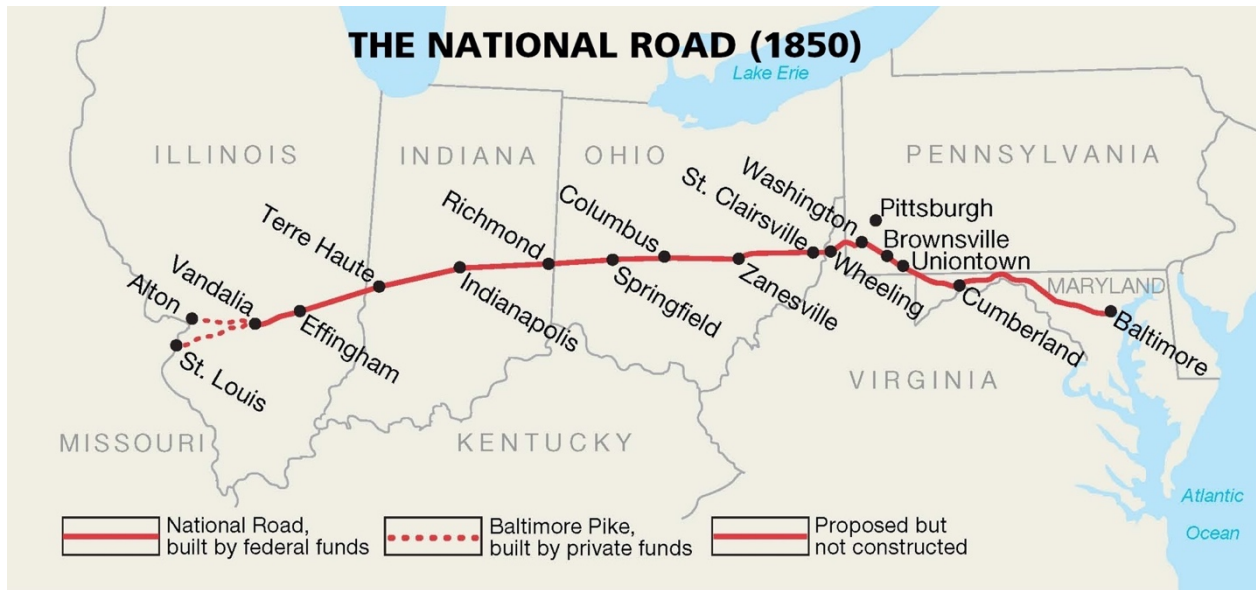 THE NATIONAL ROAD (1850)
Lake Erie
ILLINOIS
INDIANA
OHIO
PENNSYLVANIA
Washington
St. Clairsville
Columbus
Richmond
Terre Haute
Vandalia
Alton
Pittsburgh
Brownsville
Uniontown
Wheeling
MARYLAND
Zanesville
Springfield
Indianapolis
Effingham
St. Louis
Cumberland
Baltimore
VIRGINIA
MISSOURI
KENTUCKY
Atlantic
Ocean
National Road,
built by federal funds
Baltimore Pike,
built by private funds
Proposed but
not constructed